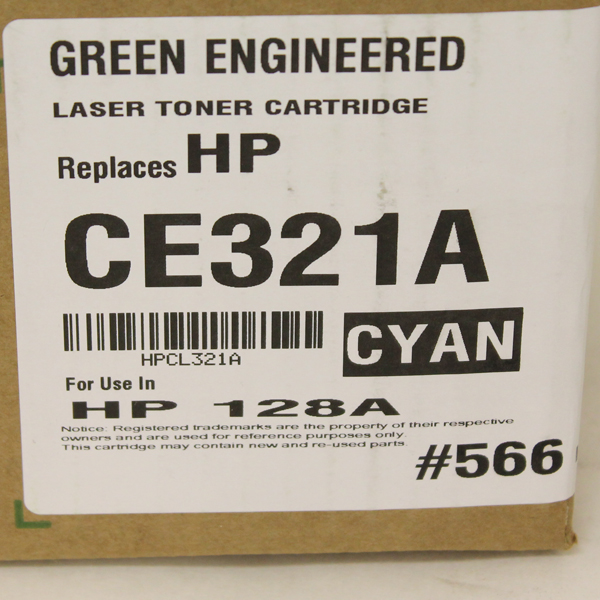 GREEN ENGINEERED
LASER TONER CARTRIDGE
Replaces HP
CE321A
HPCL321A
CYAN
For Use In
HP 128A
Notice: Registered trademarks are the property of their respective
owners and are used for reference purposes only.
This cartridge may contain new and re-used parts.
#566